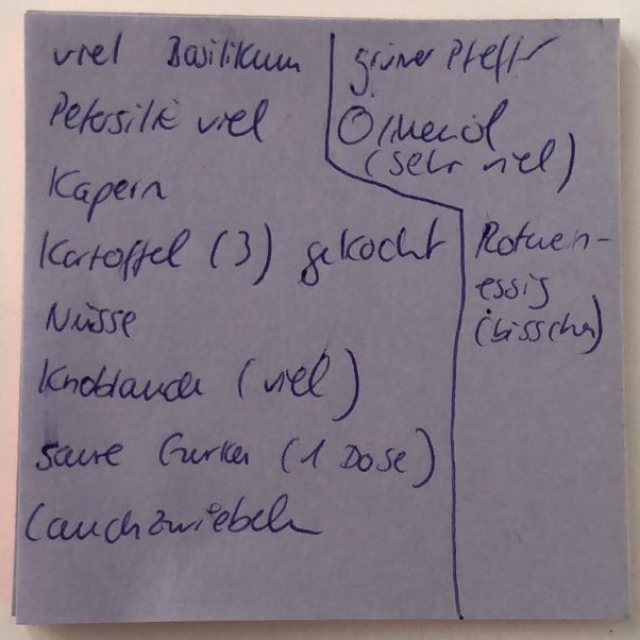 viel Basilikum
Petersilie viel
Kapern
Kartoffel (3) gekocht
Nüsse
Knoblauch (viel)
saure Gurken (1 Dose)
Lauchzwiebeln
grüner Pfeffer
Olivenöl
(sehr viel)
Rotwein-
essig
(bisschen)